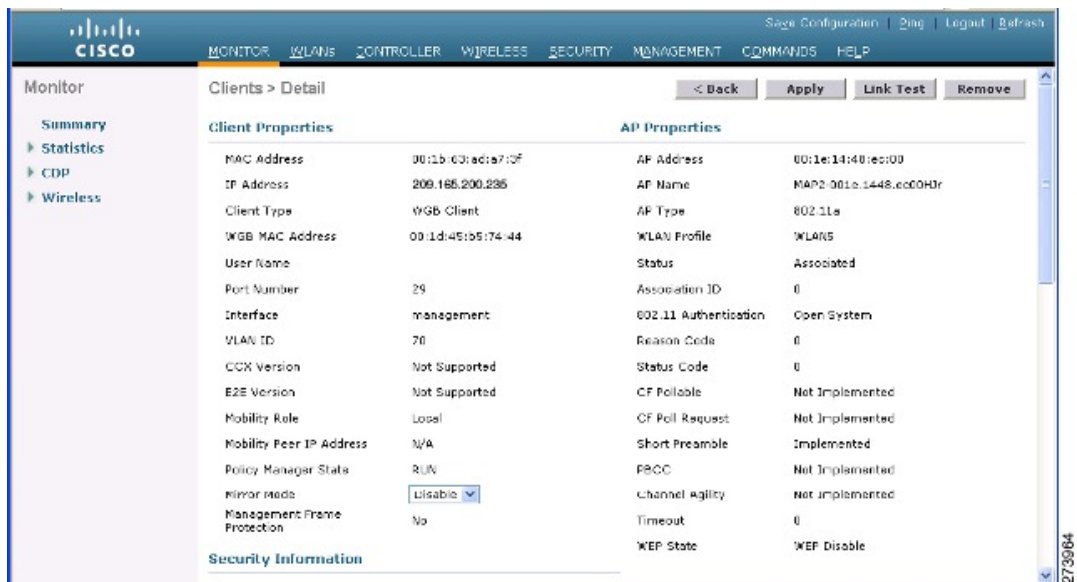 Save Configuration | Ping | Logout | Refresh
CISCO
MONITOR WLANs CONTROLLER WIRELESS SECURITY MANAGEMENT COMMANDS HELP
Monitor
Summary
Statistics
CDP
Wireless
Clients > Detail
< Back
Apply
Link Test
Remove
Client Properties
MAC Address 00:1b:63:ad:a7:3f
IP Address 209.165.200.235
Client Type WGB Client
WGB MAC Address 00:1d:45:b5:74:44
User Name
Port Number 29
Interface management
VLAN ID 70
CCX Version Not Supported
E2E Version Not Supported
Mobility Role Local
Mobility Peer IP Address N/A
Policy Manager State RUN
Mirror Mode Disable
Management Frame
Protection No
Security Information
AP Properties
AP Address 00:1e:14:48:ec:00
AP Name MAP2-001e.1448.ec00HJr
AP Type 802.11a
WLAN Profile WLAN5
Status Associated
Association ID 0
802.11 Authentication Open System
Reason Code 0
Status Code 0
CF Pollable Not Implemented
CF Poll Request Not Implemented
Short Preamble Implemented
PBCC Not Implemented
Channel Agility Not Implemented
Timeout 0
WEP State WEP Disable
273964